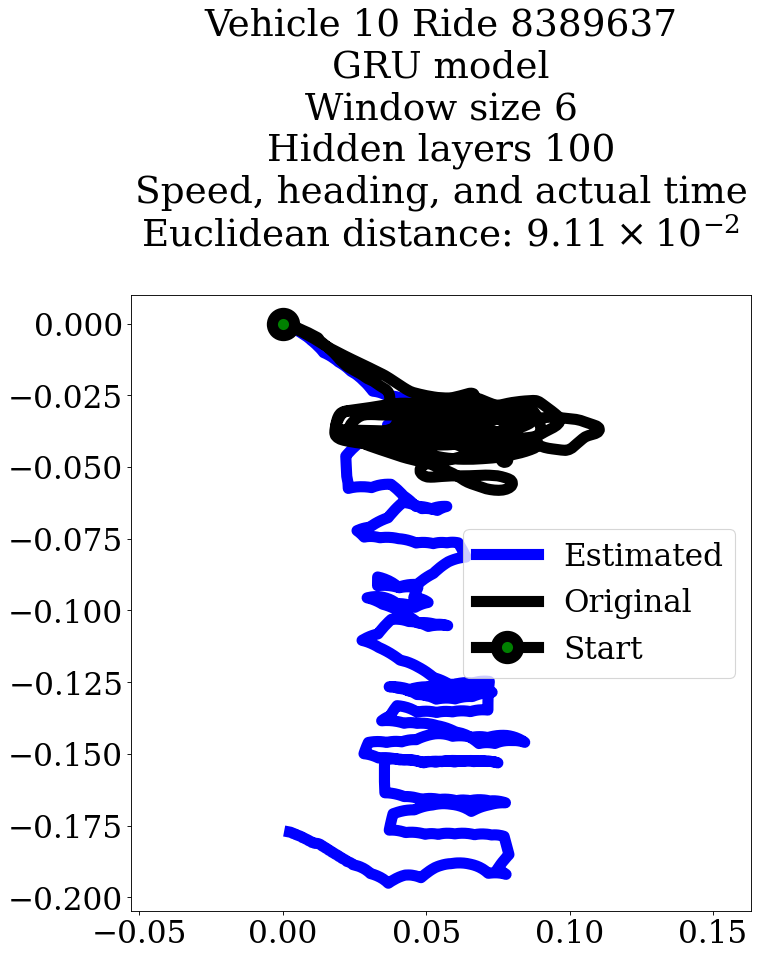 Vehicle 10 Ride 8389637
GRU model
Window size 6
Hidden layers 100
Speed, heading, and actual time
Euclidean distance: 9.11 × 10⁻²
0.000
−0.025
−0.050
−0.075
−0.100
−0.125
−0.150
−0.175
−0.200
Estimated
Original
Start
−0.05 0.00 0.05 0.10 0.15